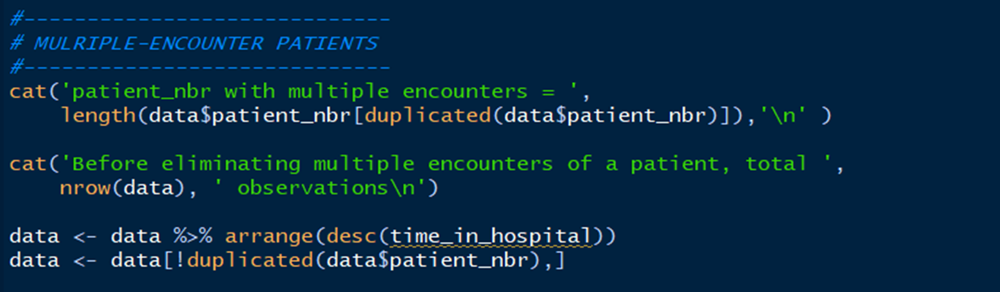 #-----------------------------
# MULRIPLE-ENCOUNTER PATIENTS
#-----------------------------
cat('patient_nbr with multiple encounters = ',
    length(data$patient_nbr[duplicated(data$patient_nbr)]),'\n' )

cat('Before eliminating multiple encounters of a patient, total ',
    nrow(data), ' observations\n')

data <- data %>% arrange(desc(time_in_hospital))
data <- data[!duplicated(data$patient_nbr),]